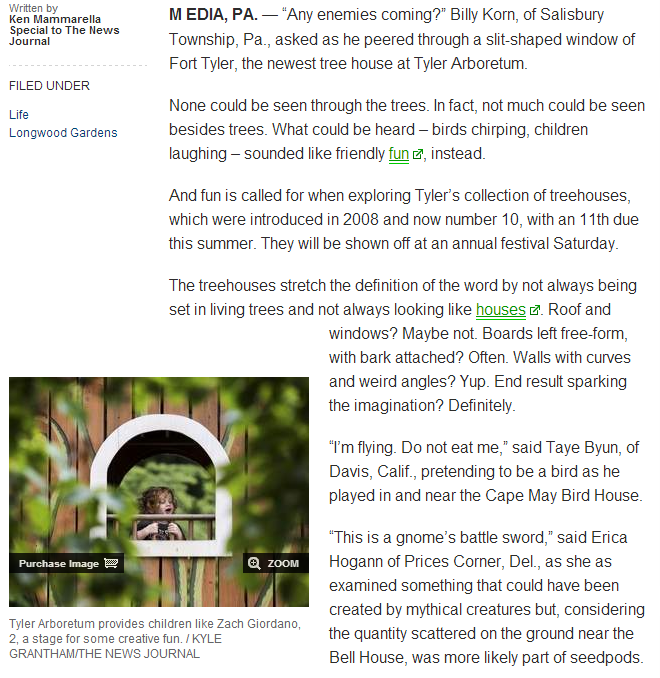 Written by
Ken Mammarella
Special to The News
Journal
FILED UNDER
Life
Longwood Gardens
M EDIA, PA. — “Any enemies coming?” Billy Korn, of Salisbury
Township, Pa., asked as he peered through a slit-shaped window of
Fort Tyler, the newest tree house at Tyler Arboretum.
None could be seen through the trees. In fact, not much could be seen
besides trees. What could be heard – birds chirping, children
laughing – sounded like friendly fun, instead.
And fun is called for when exploring Tyler’s collection of treehouses,
which were introduced in 2008 and now number 10, with an 11th due
this summer. They will be shown off at an annual festival Saturday.
The treehouses stretch the definition of the word by not always being
set in living trees and not always looking like houses. Roof and
windows? Maybe not. Boards left free-form,
with bark attached? Often. Walls with curves
and weird angles? Yup. End result sparking
the imagination? Definitely.
“I’m flying. Do not eat me,” said Taye Byun, of
Davis, Calif., pretending to be a bird as he
played in and near the Cape May Bird House.
“This is a gnome’s battle sword,” said Erica
Hogann of Prices Corner, Del., as she as
examined something that could have been
created by mythical creatures but, considering
the quantity scattered on the ground near the
Bell House, was more likely part of seedpods.
Purchase Image
ZOOM
Tyler Arboretum provides children like Zach Giordano,
2, a stage for some creative fun. / KYLE
GRANTHAM/THE NEWS JOURNAL